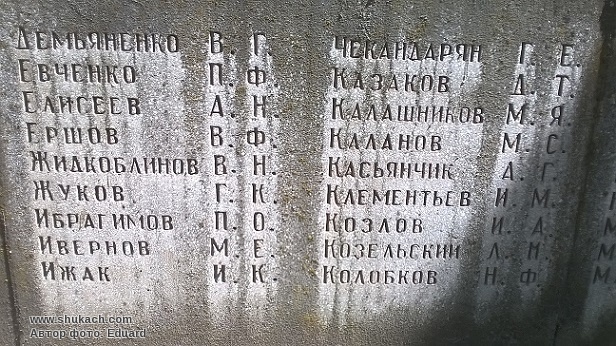 Демьяненко В. Г.
Евченко П. Ф.
Елисеев А. Н.
Ершов В. Ф.
Жидкоблинов В. Н.
Жуков Г. К.
Ибрагимов П. О.
Ивернов М. Е.
Ижак И. К.
Чекандарян Г. Е.
Казаков Д. Т.
Калашников М. Я.
Каланов М. С.
Касьянчик А. Г.
Клементьев И. М.
Козлов И. А.
Козельский Л. Н.
Колобков Н. Ф.
www.shukach.com
Автор фото: Eduard